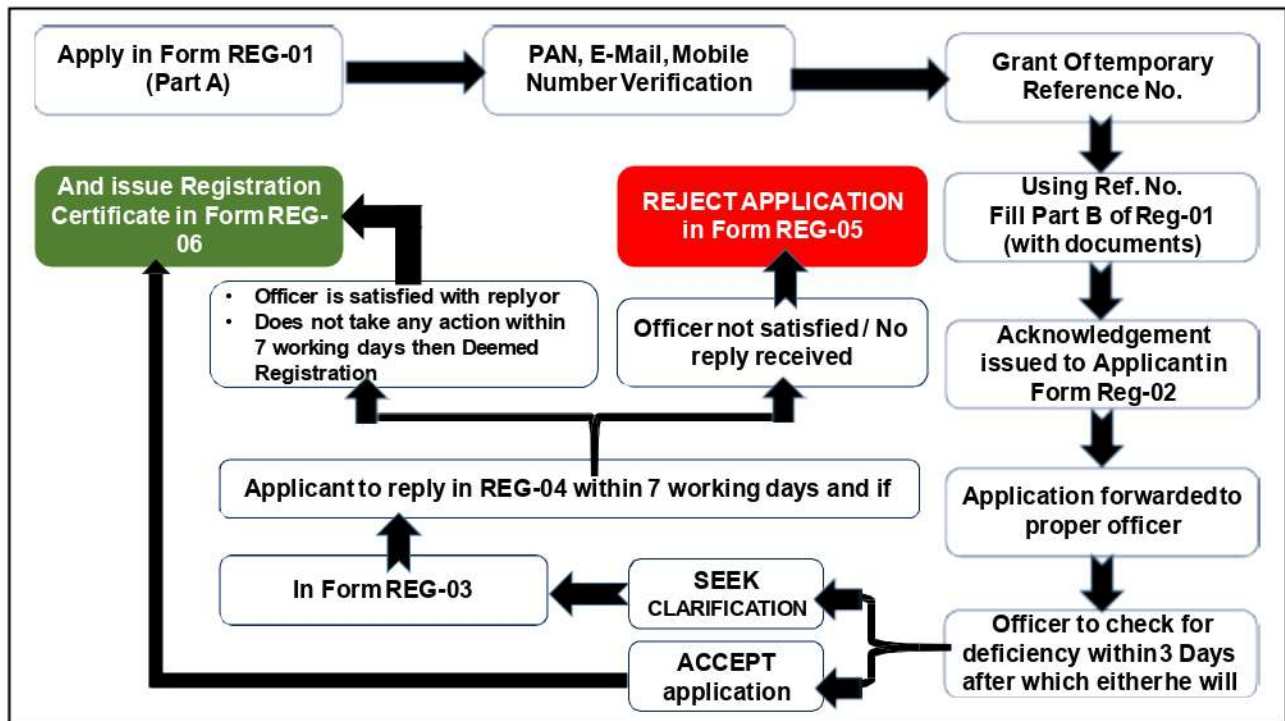 Apply in Form REG-01
(Part A)
PAN, E-Mail, Mobile
Number Verification
Grant Of temporary
Reference No.
Using Ref. No.
Fill Part B of Reg-01
(with documents)
Acknowledgement
issued to Applicant in
Form Reg-02
Application forwarded to
proper officer
Officer to check for
deficiency within 3 Days
after which either he will
SEEK
CLARIFICATION
ACCEPT
application
In Form REG-03
Applicant to reply in REG-04 within 7 working days and if
• Officer is satisfied with reply or
• Does not take any action within
7 working days then Deemed
Registration
Officer not satisfied / No
reply received
And issue Registration
Certificate in Form REG-
06
REJECT APPLICATION
in Form REG-05